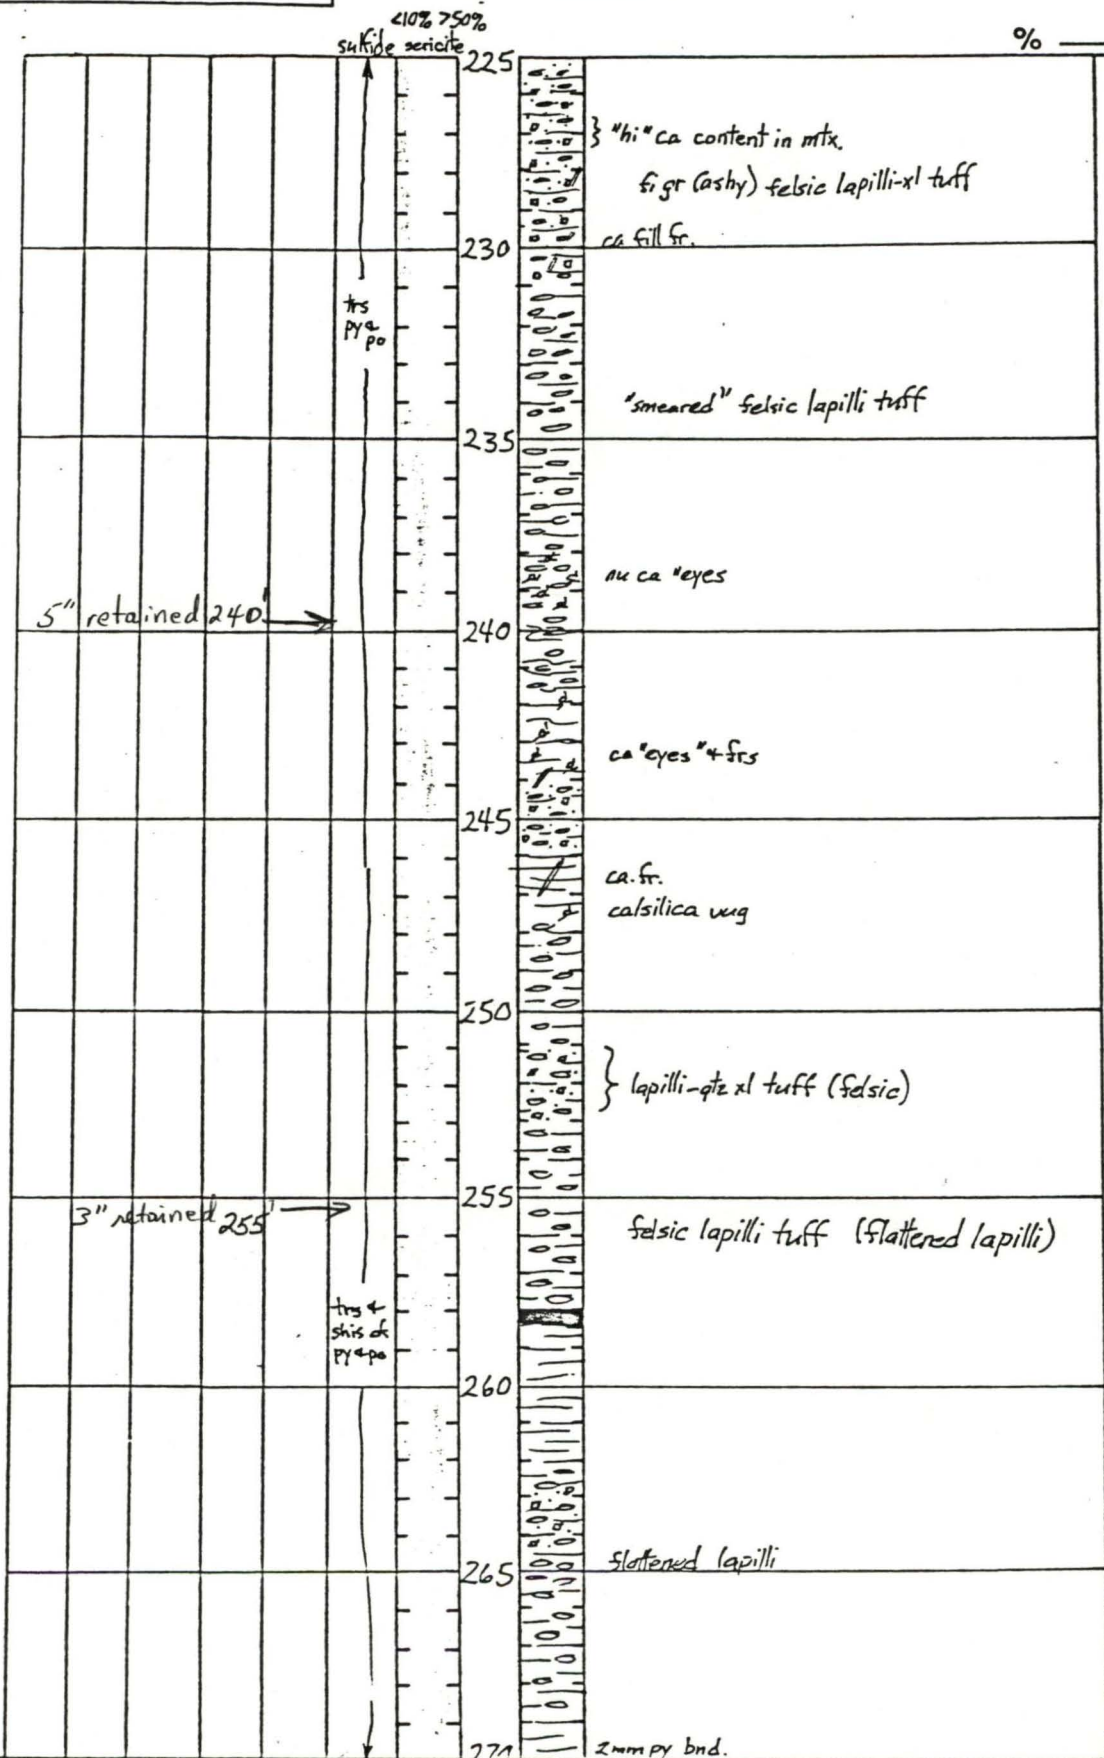 <10% >50%
sulfide sericite
% —
225
} "hi" ca content in mtx.
fi gr (ashy) felsic lapilli-xl tuff
ca fill fr.
230
trs
py &
po
"smeared" felsic lapilli tuff
235
nu ca "eyes
5" retained 240'
240
ca "eyes" & frs
245
ca. fr.
calsilica vug
250
} lapilli-qtz xl tuff (felsic)
255
3" retained 255'
felsic lapilli tuff (flattened lapilli)
trs &
shis of
py & po
260
flattened lapilli
265
270
2mm py bnd.